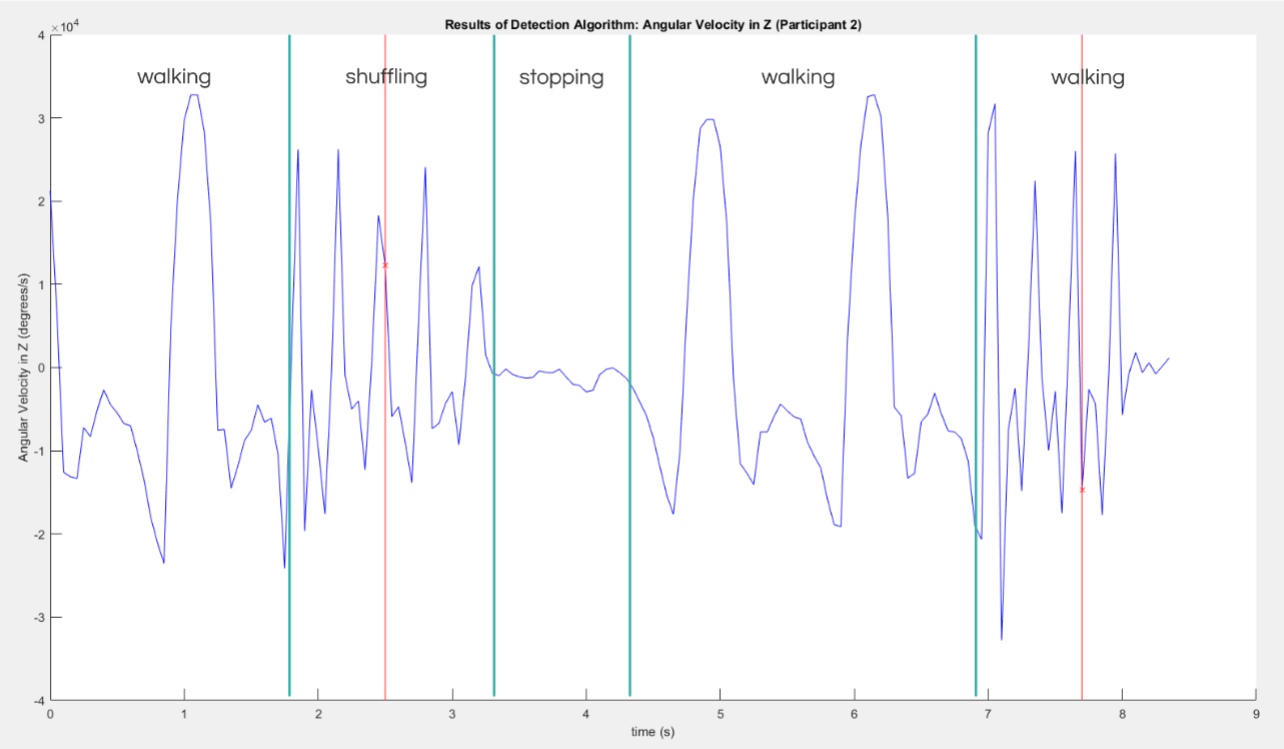 Results of Detection Algorithm: Angular Velocity in Z (Participant 2)
×10⁴
walking shuffling stopping walking walking
4
3
2
1
0
-1
-2
-3
-4
Angular Velocity in Z (degrees/s)
0 1 2 3 4 5 6 7 8 9
time (s)